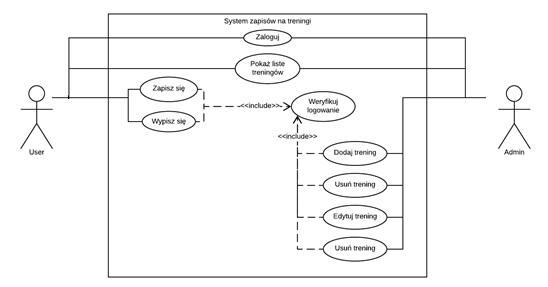 System zapisów na treningi
Zaloguj
Pokaż liste
treningów
Zapisz się
<<include>>
Weryfikuj
logowanie
Wypisz się
<<include>>
User
Admin
Dodaj trening
Usuń trening
Edytuj trening
Usuń trening